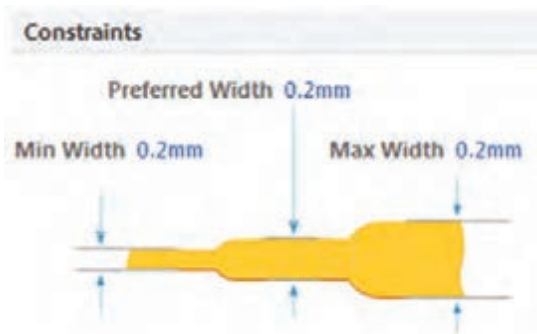 Constraints
Preferred Width 0.2mm
Min Width 0.2mm
Max Width 0.2mm